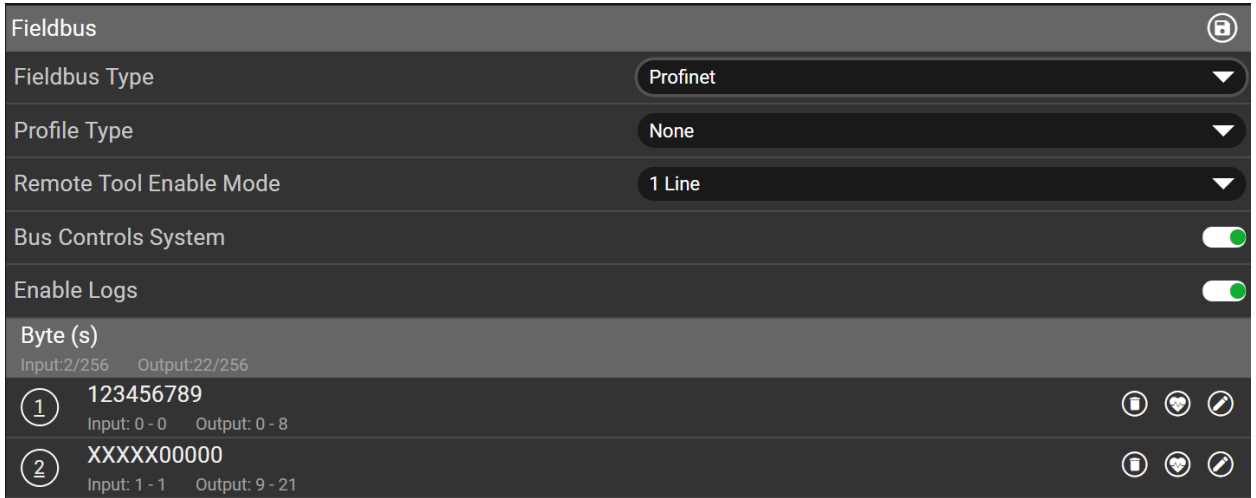 Fieldbus
Fieldbus Type Profinet
Profile Type None
Remote Tool Enable Mode 1 Line
Bus Controls System
Enable Logs
Byte (s)
Input:2/256 Output:22/256
1 123456789
Input: 0 - 0 Output: 0 - 8
2 XXXXX00000
Input: 1 - 1 Output: 9 - 21